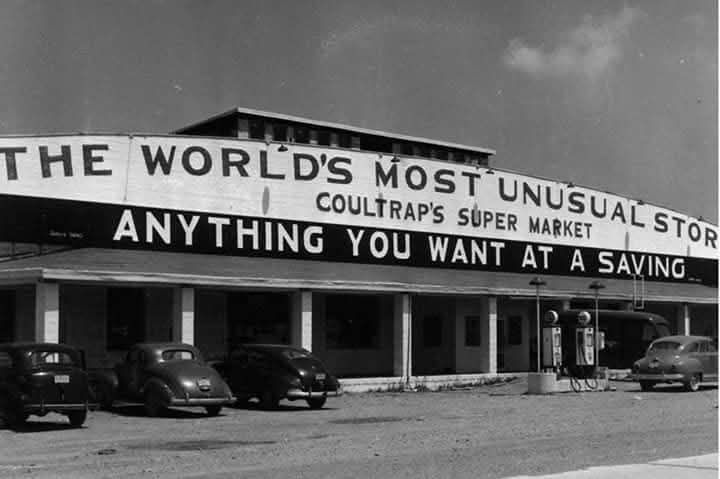 THE WORLD'S MOST UNUSUAL STOR
COULTRAP'S SUPER MARKET
ANYTHING YOU WANT AT A SAVING